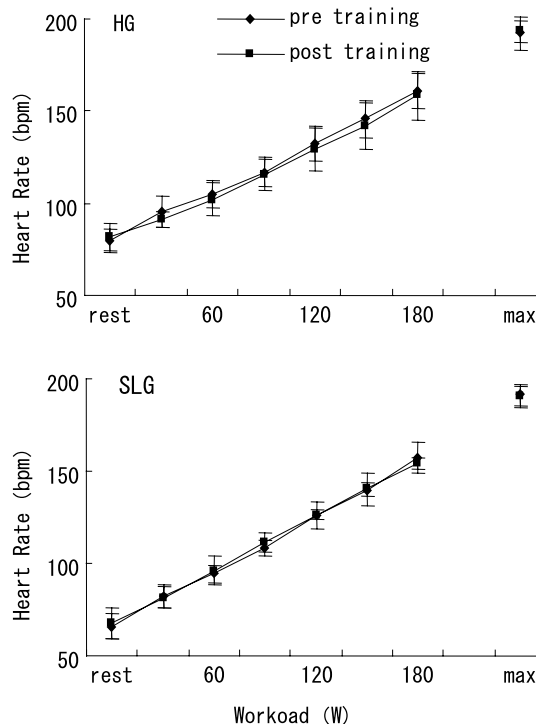 HG
pre training
post training
200
150
100
50
Heart Rate (bpm)
rest 60 120 180 max
SLG
200
150
100
50
Heart Rate (bpm)
rest 60 120 180 max
Workoad (W)